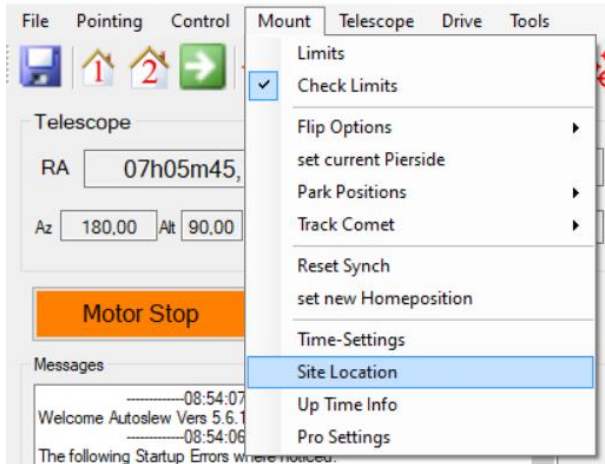 File Pointing Control Mount Telescope Drive Tools
1 2
Limits
Check Limits
Flip Options
set current Pierside
Park Positions
Track Comet
Reset Synch
set new Homeposition
Time-Settings
Site Location
Up Time Info
Pro Settings
Telescope
RA 07h05m45,
Az 180,00 Alt 90,00
Motor Stop
Messages
------------08:54:07
Welcome Autoslew Vers 5.6.1
------------08:54:06
The following Startup Errors where noticed: